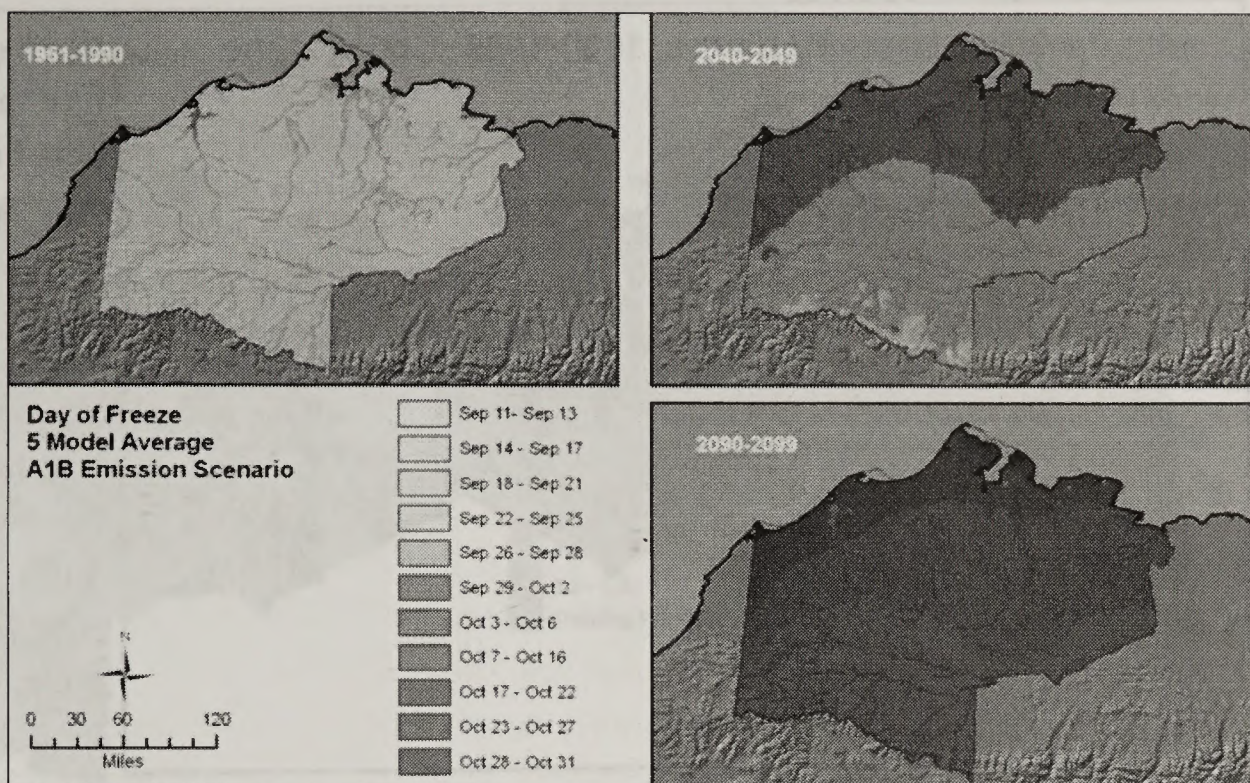 1961-1990
2040-2049
Day of Freeze
5 Model Average
A1B Emission Scenario
Sep 11- Sep 13
Sep 14 - Sep 17
Sep 18 - Sep 21
Sep 22 - Sep 25
Sep 26 - Sep 28
Sep 29 - Oct 2
Oct 3 - Oct 6
Oct 7 - Oct 16
Oct 17 - Oct 22
Oct 23 - Oct 27
Oct 28 - Oct 31
N
0 30 60 120
Miles
2090-2099